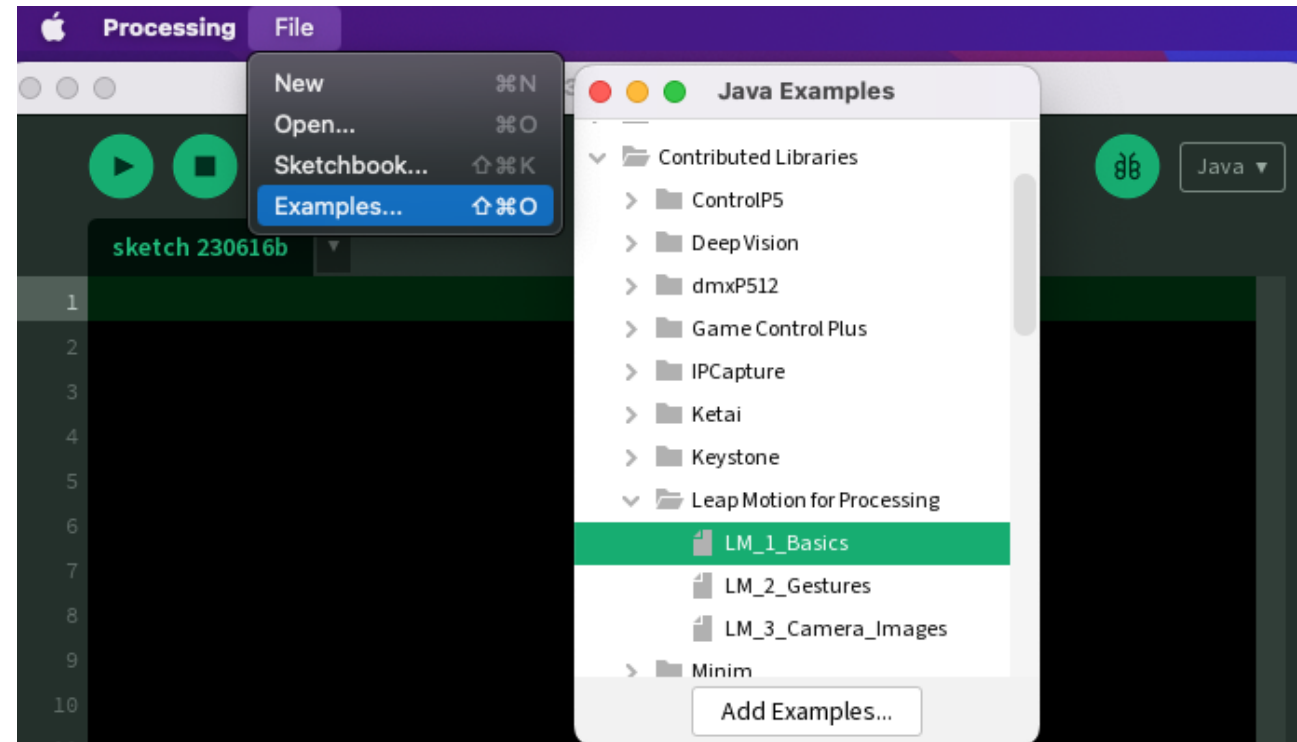 Processing File
New ⌘N
Open... ⌘O
Sketchbook... ⇧⌘K
Examples... ⇧⌘O
Java Examples
Contributed Libraries
ControlP5
Deep Vision
dmxP512
Game Control Plus
IPCapture
Ketai
Keystone
Leap Motion for Processing
LM_1_Basics
LM_2_Gestures
LM_3_Camera_Images
Minim
Add Examples...
Java ▼
sketch 230616b ▼
1
2
3
4
5
6
7
8
9
10